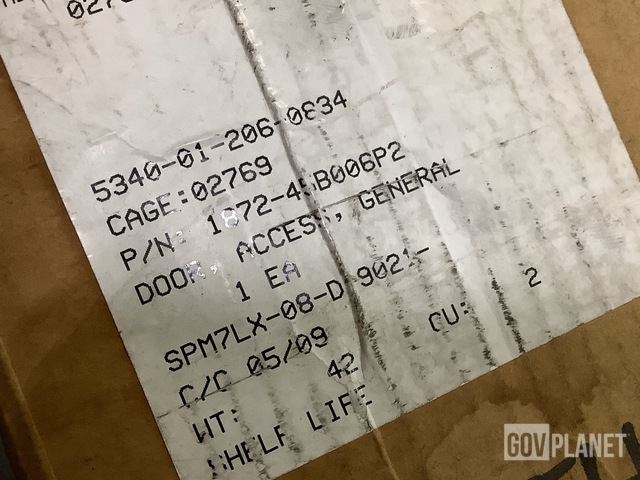 5340-01-206-0834
CAGE:02769
P/N: 1872-45B006P2
DOOR, ACCESS, GENERAL
1 EA
SPM7LX-08-D-9021-
C/C 05/09
WT: 42 CU: 2
SHELF LIFE
GOVPLANET